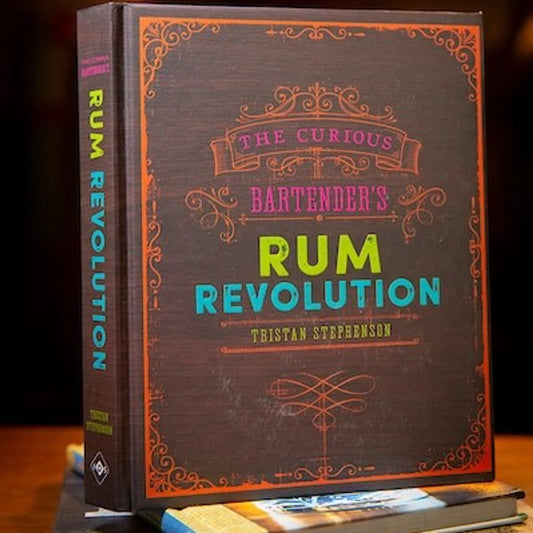 THE CURIOUS
BARTENDER'S
RUM
REVOLUTION
TRISTAN STEPHENSON
THE CURIOUS
BARTENDER'S
RUM REVOLUTION
TRISTAN
STEPHENSON